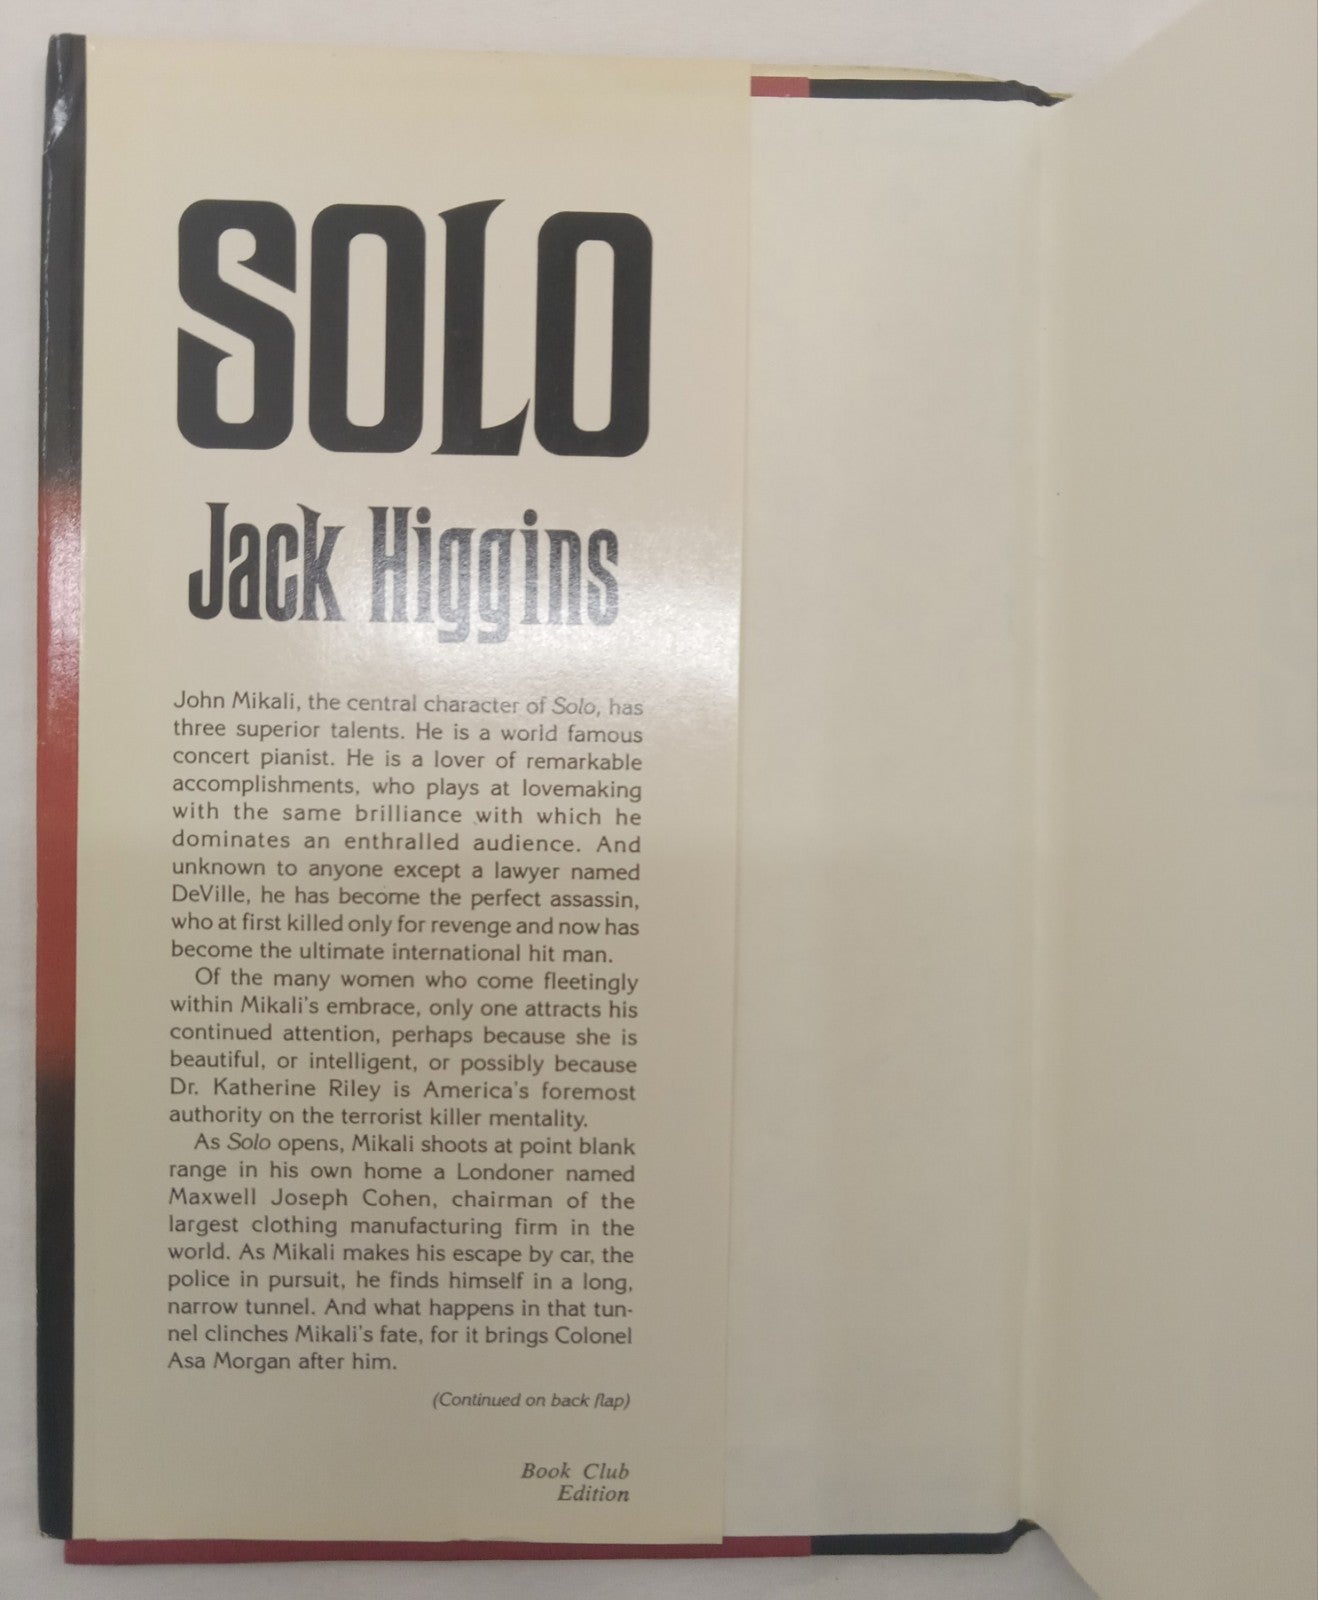 SOLO
Jack Higgins
John Mikali, the central character of Solo, has
three superior talents. He is a world famous
concert pianist. He is a lover of remarkable
accomplishments, who plays at lovemaking
with the same brilliance with which he
dominates an enthralled audience. And
unknown to anyone except a lawyer named
DeVille, he has become the perfect assassin,
who at first killed only for revenge and now has
become the ultimate international hit man.
Of the many women who come fleetingly
within Mikali's embrace, only one attracts his
continued attention, perhaps because she is
beautiful, or intelligent, or possibly because
Dr. Katherine Riley is America's foremost
authority on the terrorist killer mentality.
As Solo opens, Mikali shoots at point blank
range in his own home a Londoner named
Maxwell Joseph Cohen, chairman of the
largest clothing manufacturing firm in the
world. As Mikali makes his escape by car, the
police in pursuit, he finds himself in a long,
narrow tunnel. And what happens in that tun-
nel clinches Mikali's fate, for it brings Colonel
Asa Morgan after him.
(Continued on back flap)
Book Club
Edition